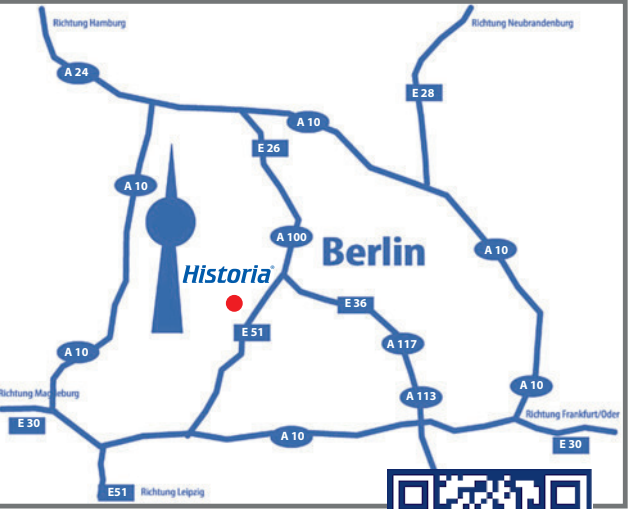 Richtung Hamburg
Richtung Neubrandenburg
A 24
E 28
A 10
E 26
A 10
A 100
Berlin
A 10
Historia®
E 36
E 51
A 117
A 10
A 10
A 113
Richtung Magdeburg
Richtung Frankfurt/Oder
E 30
A 10
E 30
E51
Richtung Leipzig